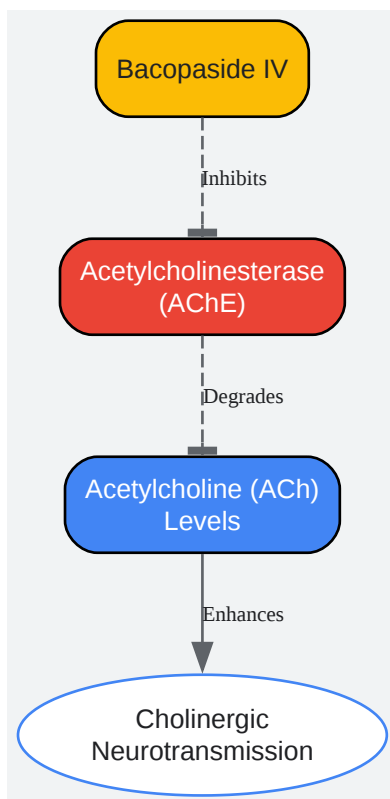 Bacopaside IV
Inhibits
Acetylcholinesterase
(AChE)
Degrades
Acetylcholine (ACh)
Levels
Enhances
Cholinergic
Neurotransmission